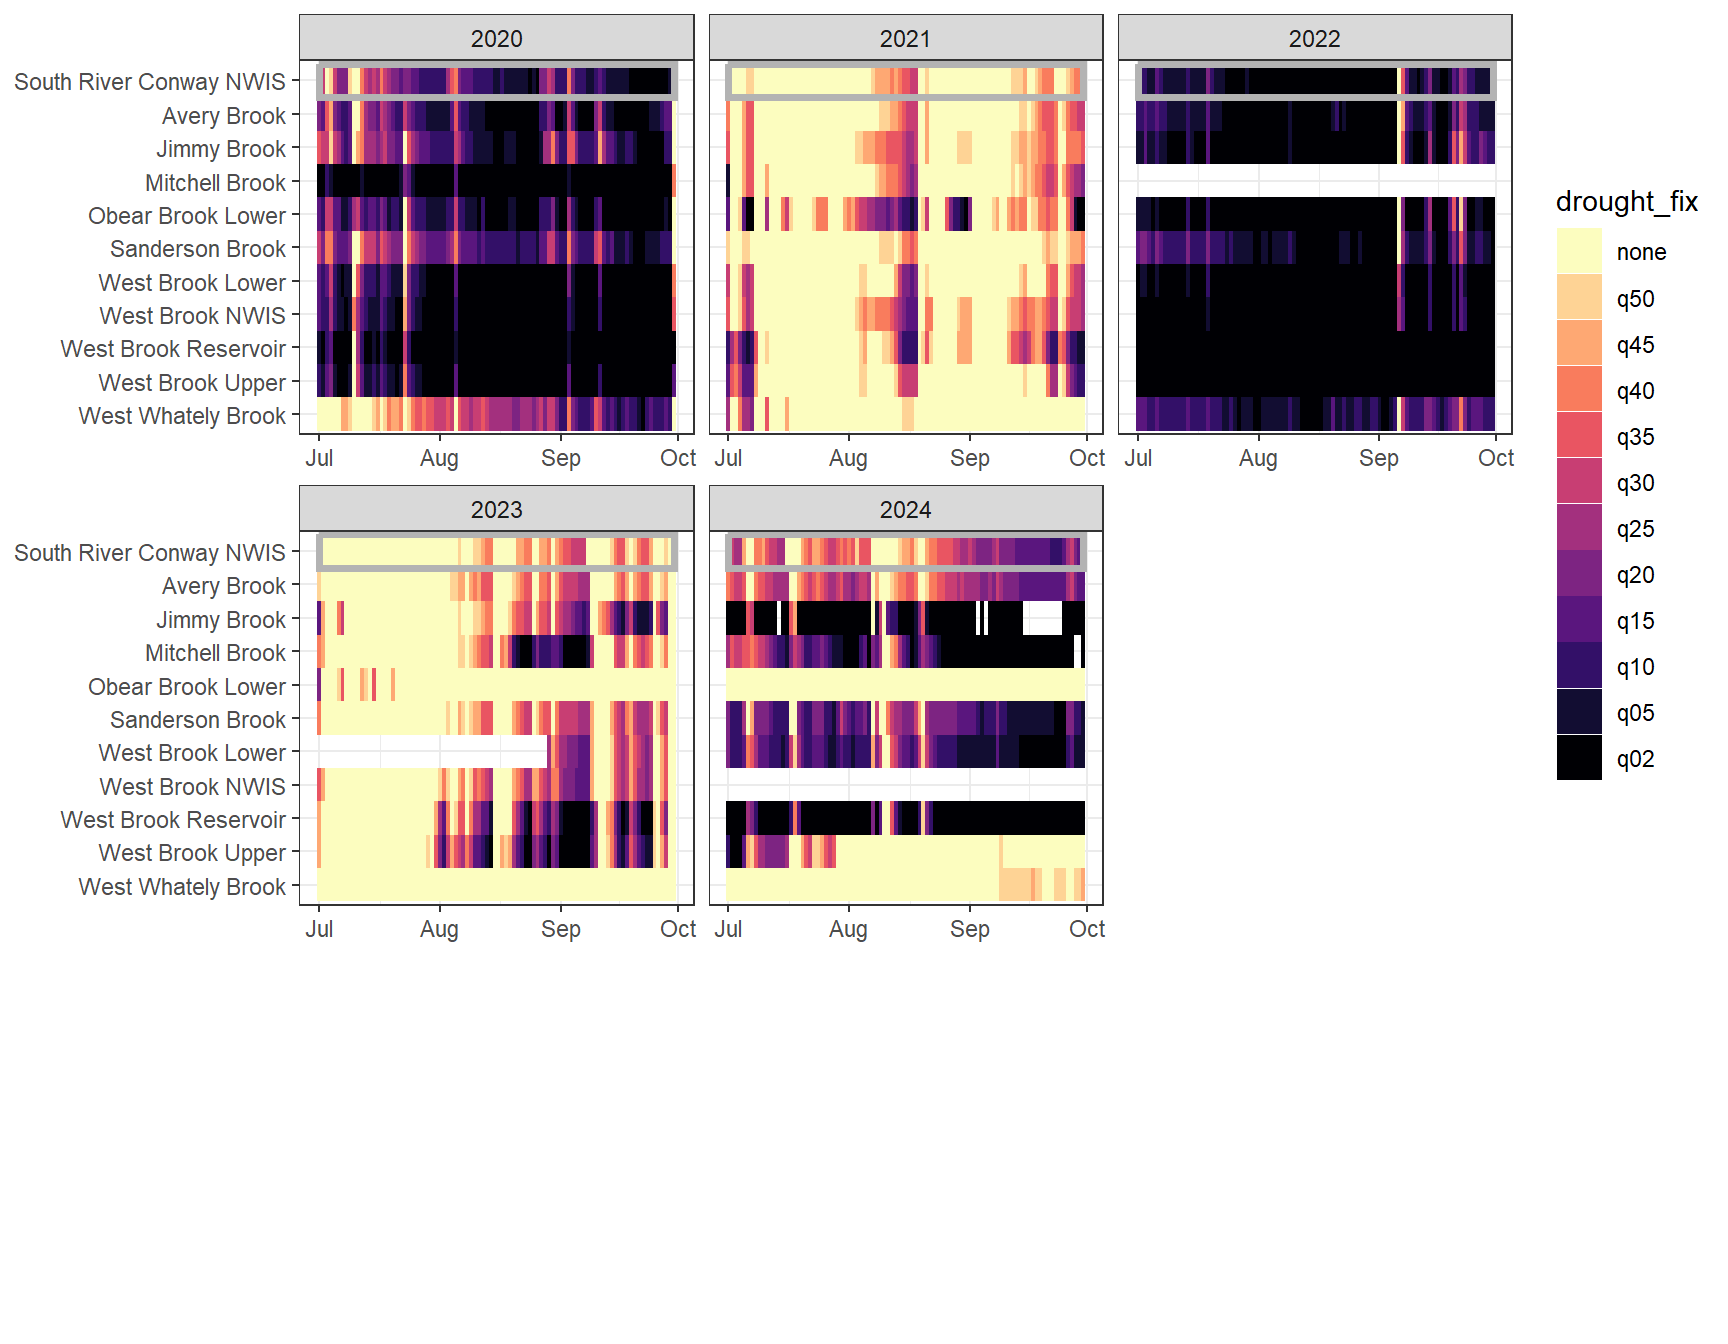 2020
2021
2022
South River Conway NWIS
Avery Brook
Jimmy Brook
Mitchell Brook
Obear Brook Lower
Sanderson Brook
West Brook Lower
West Brook NWIS
West Brook Reservoir
West Brook Upper
West Whately Brook
Jul Aug Sep Oct
Jul Aug Sep Oct
Jul Aug Sep Oct
2023
2024
South River Conway NWIS
Avery Brook
Jimmy Brook
Mitchell Brook
Obear Brook Lower
Sanderson Brook
West Brook Lower
West Brook NWIS
West Brook Reservoir
West Brook Upper
West Whately Brook
Jul Aug Sep Oct
Jul Aug Sep Oct
drought_fix
none
q50
q45
q40
q35
q30
q25
q20
q15
q10
q05
q02